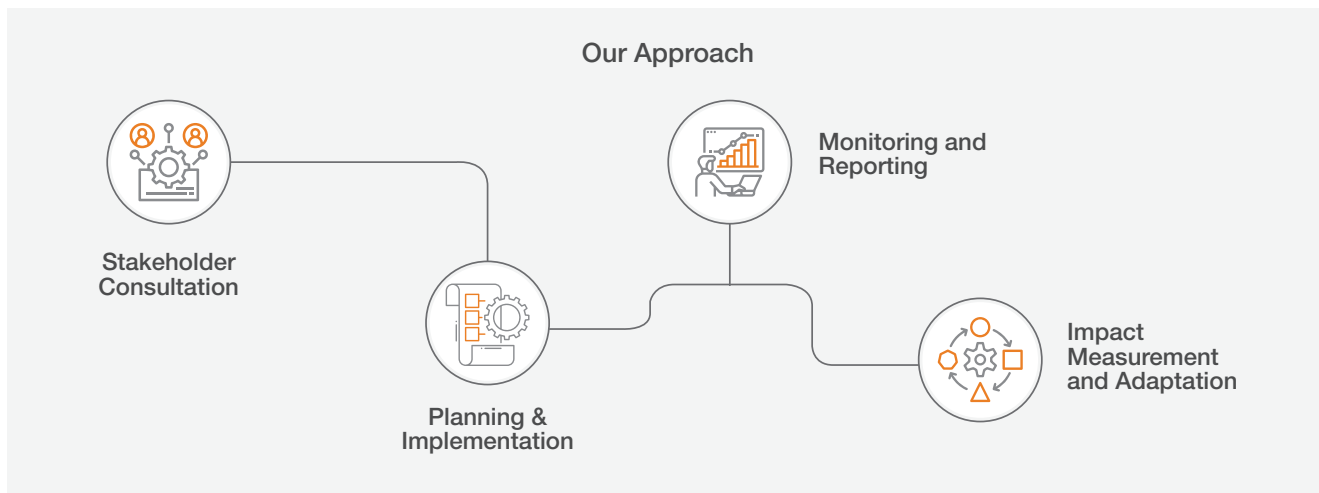 Our Approach
Stakeholder
Consultation
Planning &
Implementation
Monitoring and
Reporting
Impact
Measurement
and Adaptation